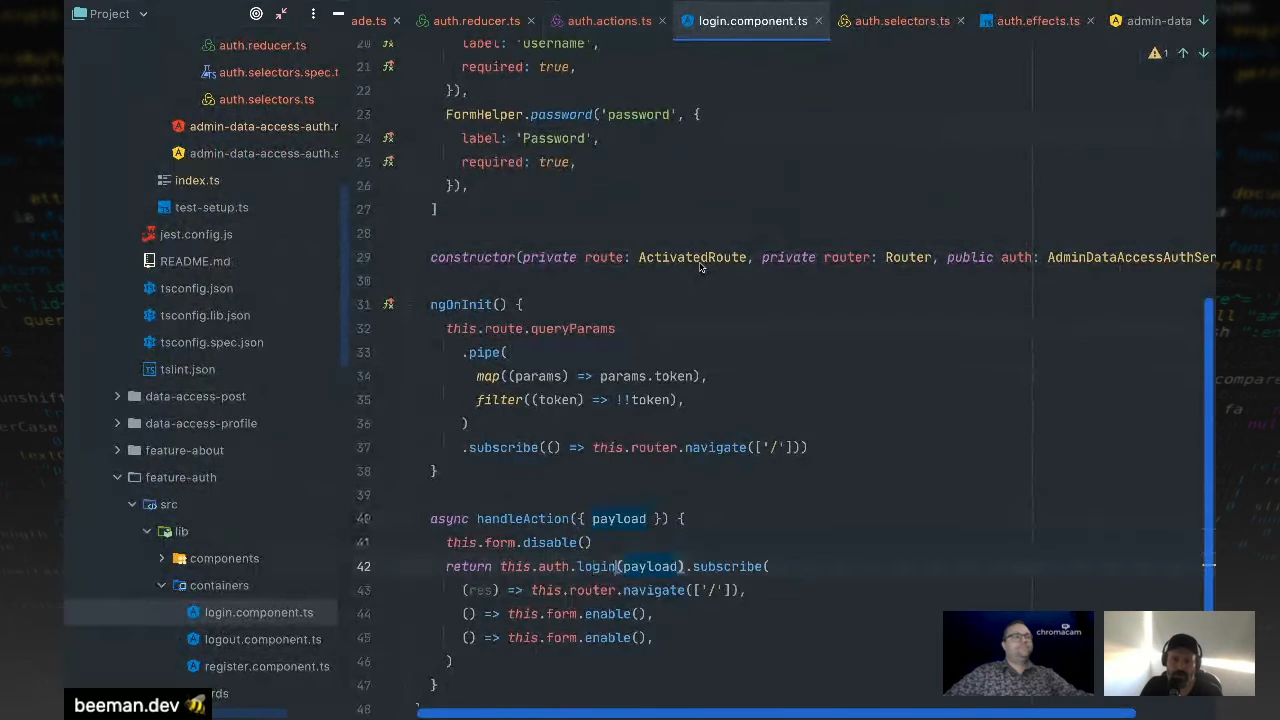 Project
ade.ts
auth.reducer.ts
auth.actions.ts
login.component.ts
auth.selectors.ts
auth.effects.ts
admin-data
auth.reducer.ts
auth.selectors.spec.t
auth.selectors.ts
admin-data-access-auth.r
admin-data-access-auth.s
index.ts
test-setup.ts
jest.config.js
README.md
tsconfig.json
tsconfig.lib.json
tsconfig.spec.json
tslint.json
data-access-post
data-access-profile
feature-about
feature-auth
src
lib
components
containers
login.component.ts
logout.component.ts
register.component.ts
rds
1
20 label: 'Username',
21 required: true,
22 }),
23 FormHelper.password('password', {
24 label: 'Password',
25 required: true,
26 }),
27 ]
28
29 constructor(private route: ActivatedRoute, private router: Router, public auth: AdminDataAccessAuthSer
30
31 ngOnInit() {
32 this.route.queryParams
33 .pipe(
34 map((params) => params.token),
35 filter((token) => !!token),
36 )
37 .subscribe(() => this.router.navigate(['/']))
38 }
39
40 async handleAction({ payload }) {
41 this.form.disable()
42 return this.auth.login(payload).subscribe(
43 (res) => this.router.navigate(['/']),
44 () => this.form.enable(),
45 () => this.form.enable(),
46 )
47 }
48
chromacam
beeman.dev